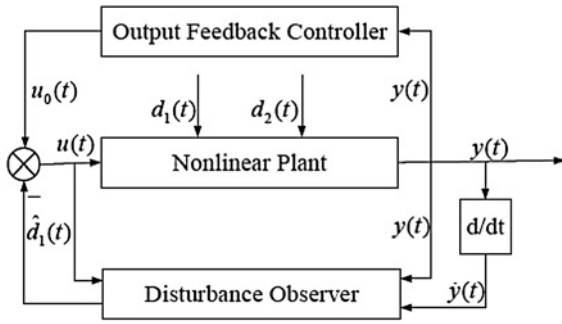 Output Feedback Controller
u₀(t)
d₁(t)
d₂(t)
y(t)
u(t)
Nonlinear Plant
y(t)
−
d̂₁(t)
y(t)
d/dt
Disturbance Observer
ẏ(t)